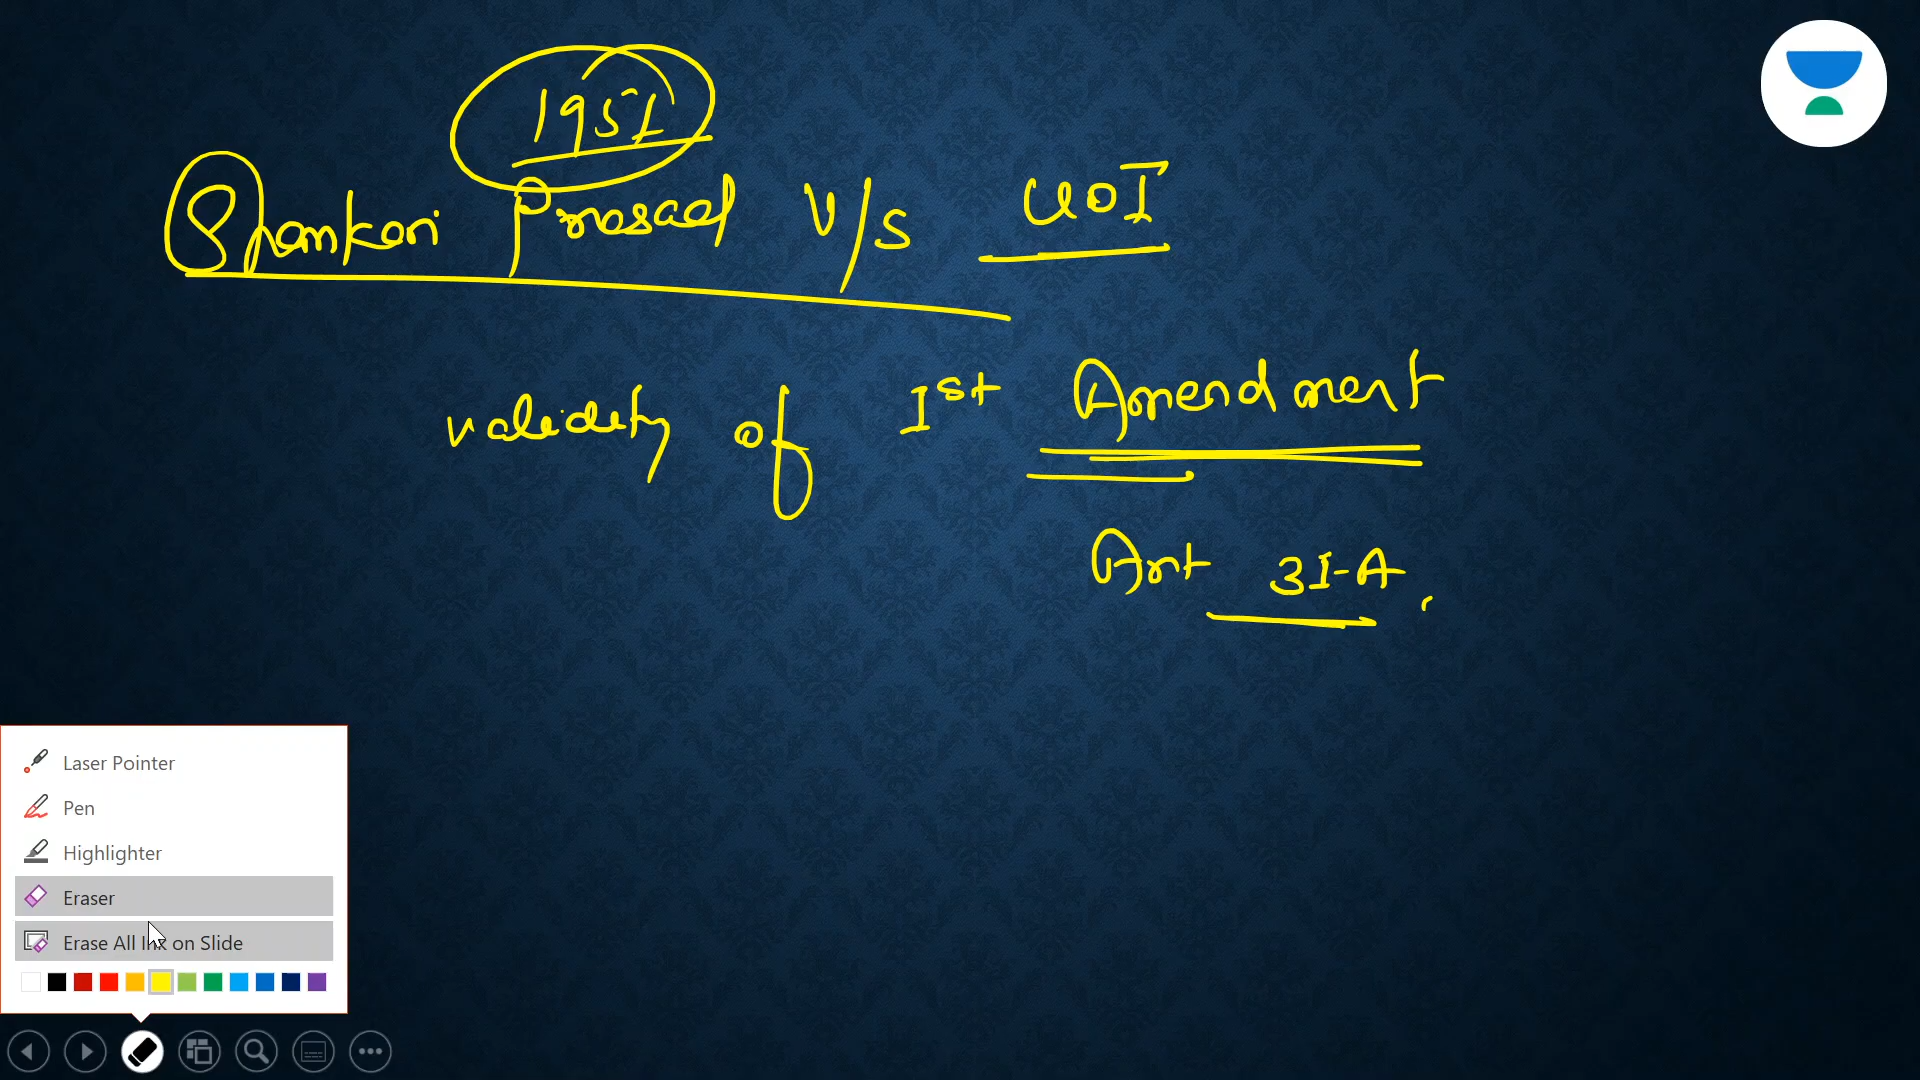 1951
Shankari Prasad V/s UOI
validity of Ist Amendment
Art 31-A
Laser Pointer
Pen
Highlighter
Eraser
Erase All Ink on Slide